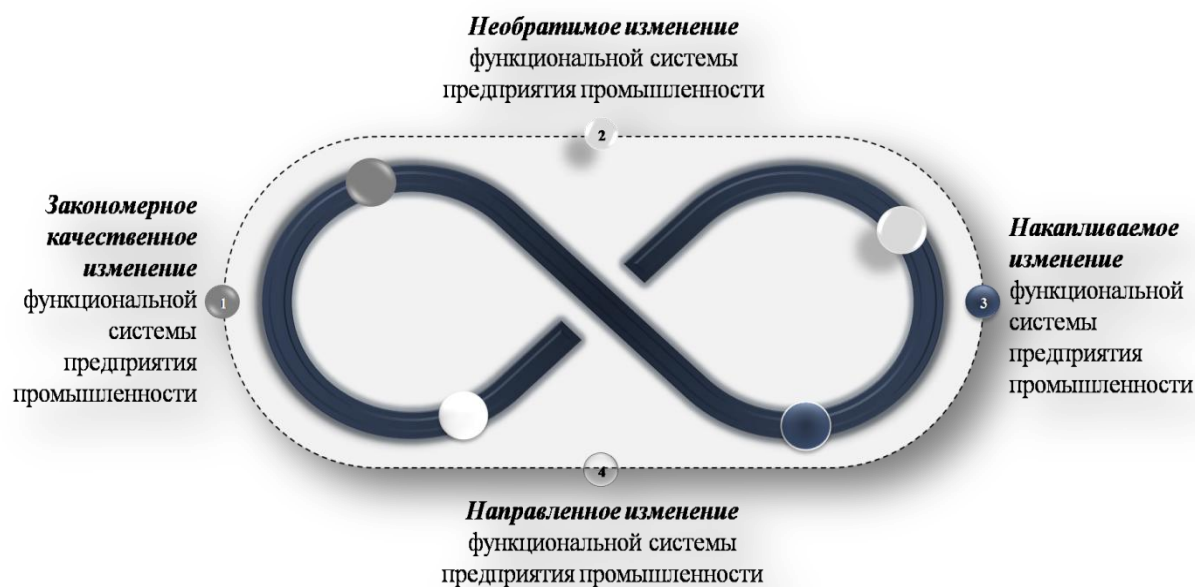 Необратимое изменение
функциональной системы
предприятия промышленности
2
Закономерное
качественное
изменение
функциональной
системы
предприятия
промышленности
1
Накапливаемое
изменение
функциональной
системы
предприятия
промышленности
3
4
Направленное изменение
функциональной системы
предприятия промышленности